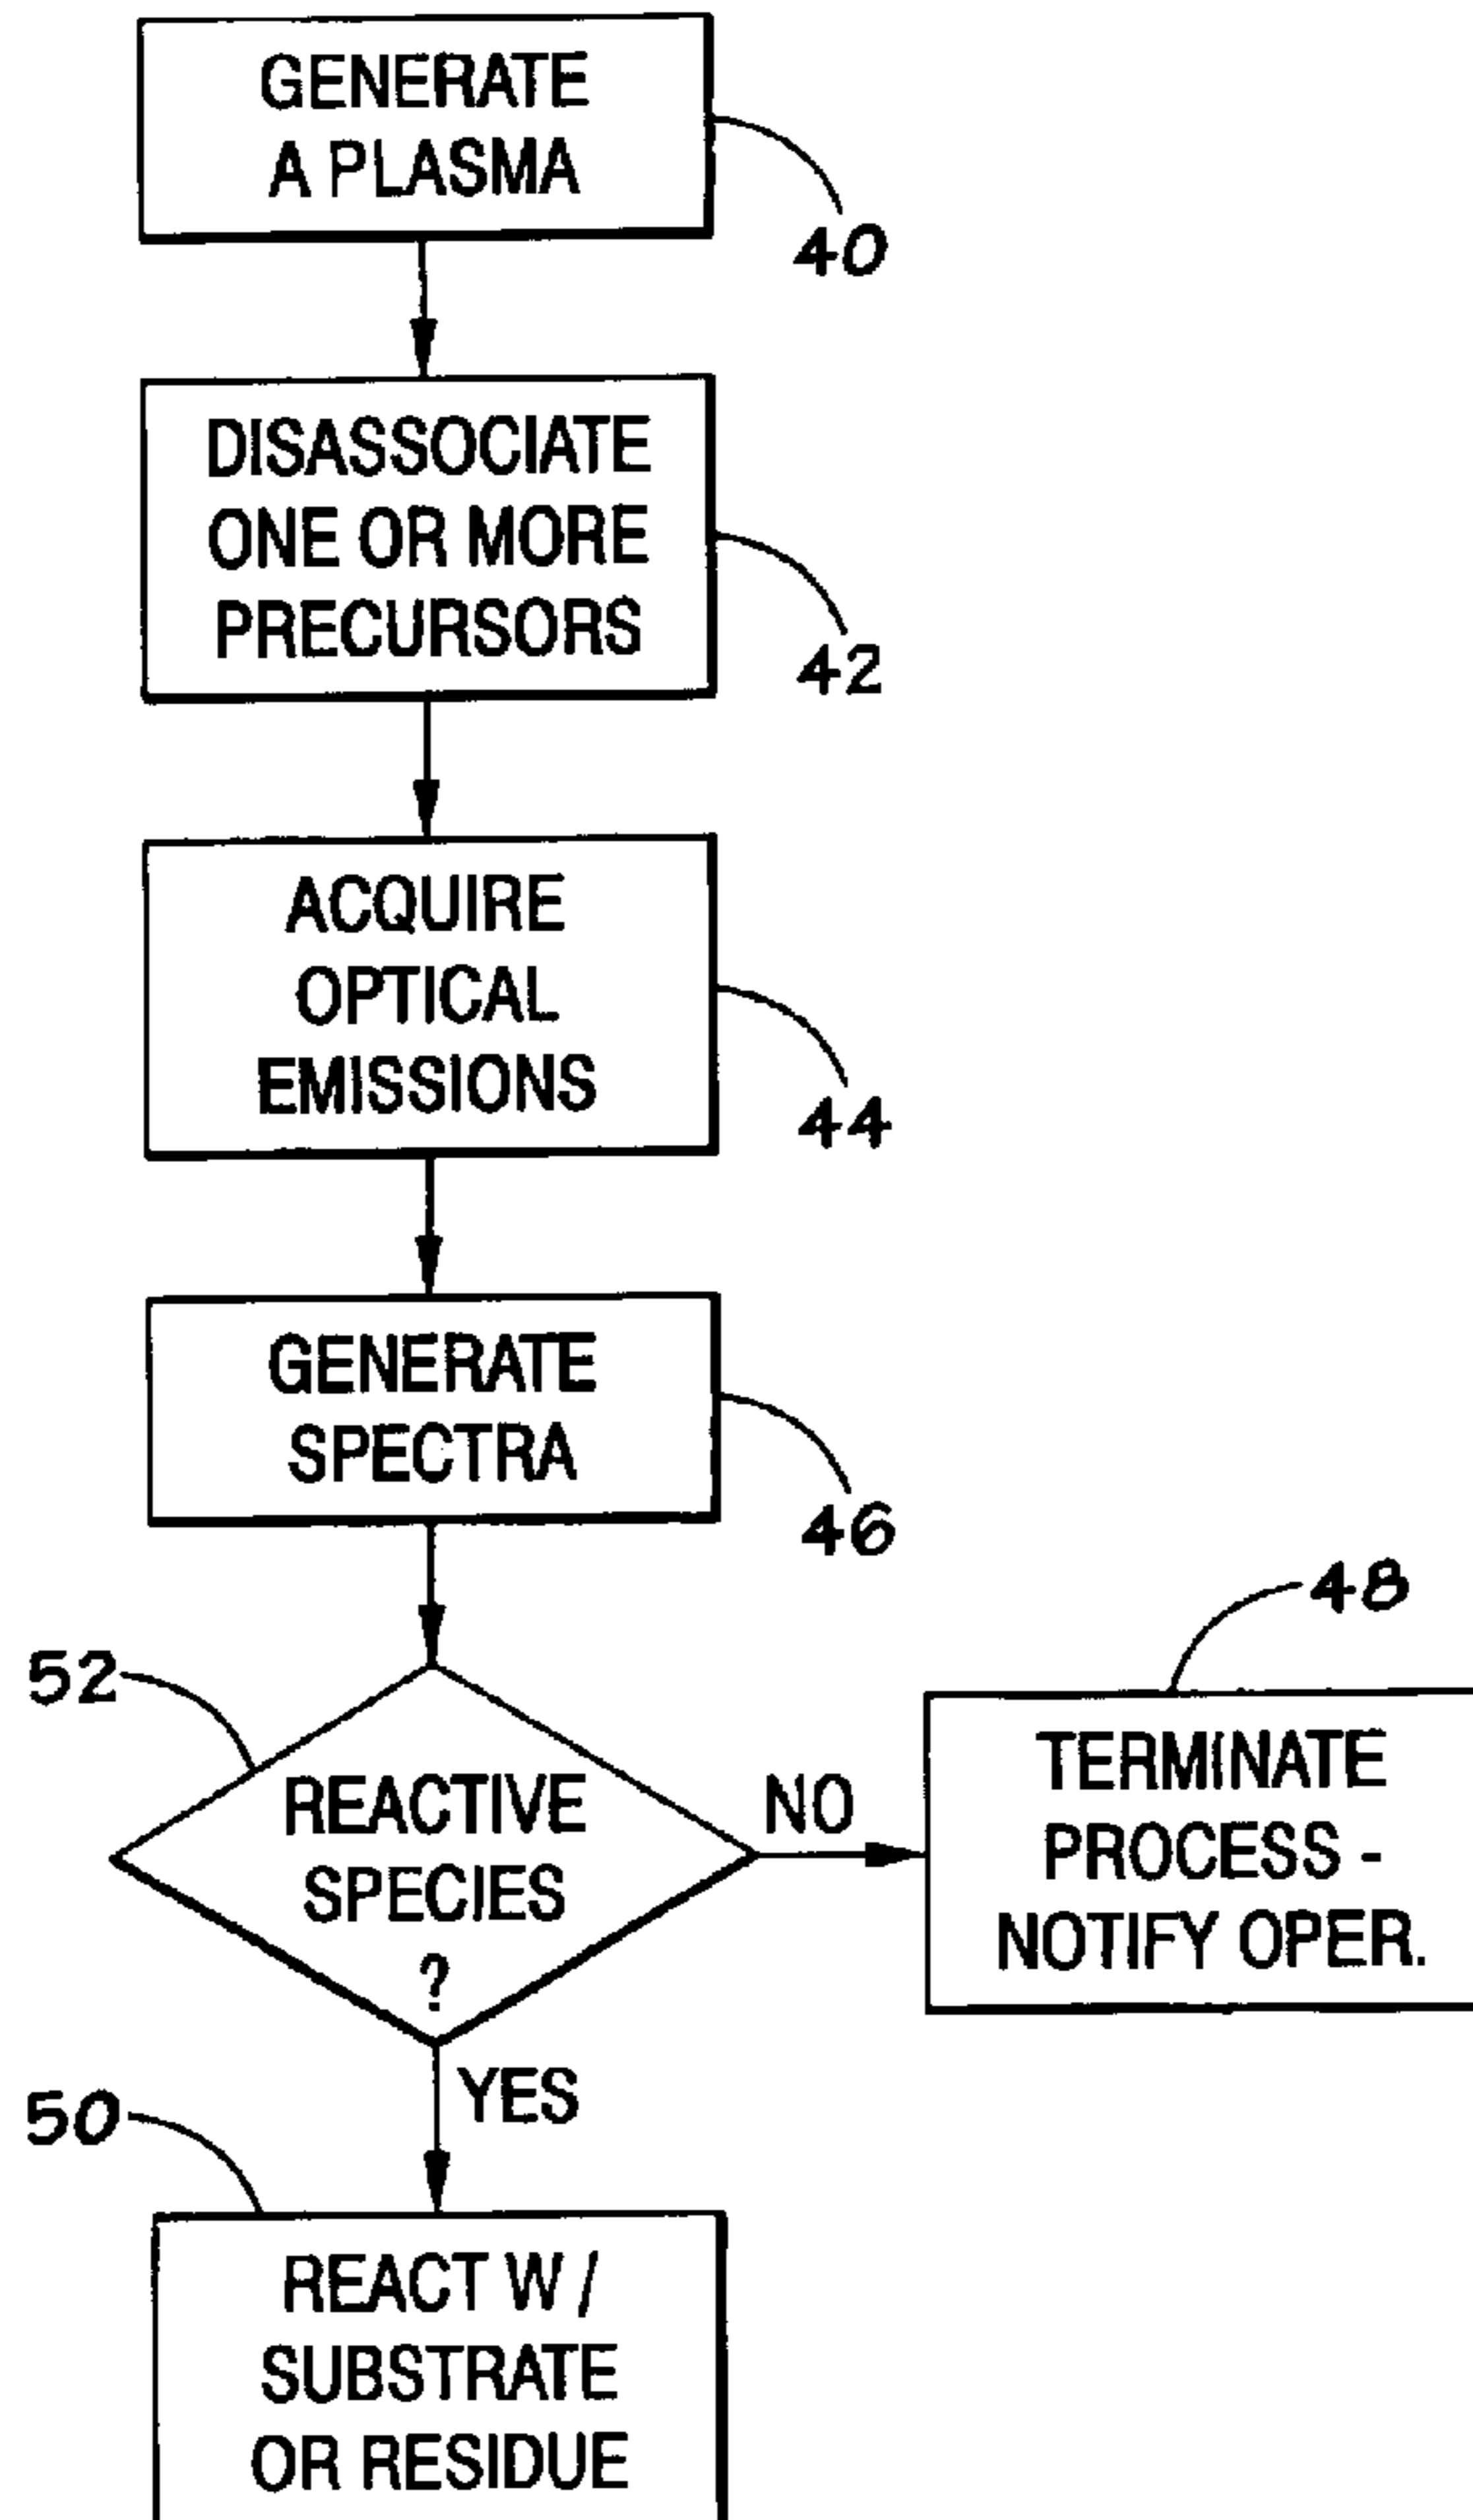 GENERATE
A PLASMA
40
DISASSOCIATE
ONE OR MORE
PRECURSORS
42
ACQUIRE
OPTICAL
EMISSIONS
44
GENERATE
SPECTRA
46
48
52
REACTIVE
SPECIES
?
NO
TERMINATE
PROCESS -
NOTIFY OPER.
YES
50
REACT W/
SUBSTRATE
OR RESIDUE